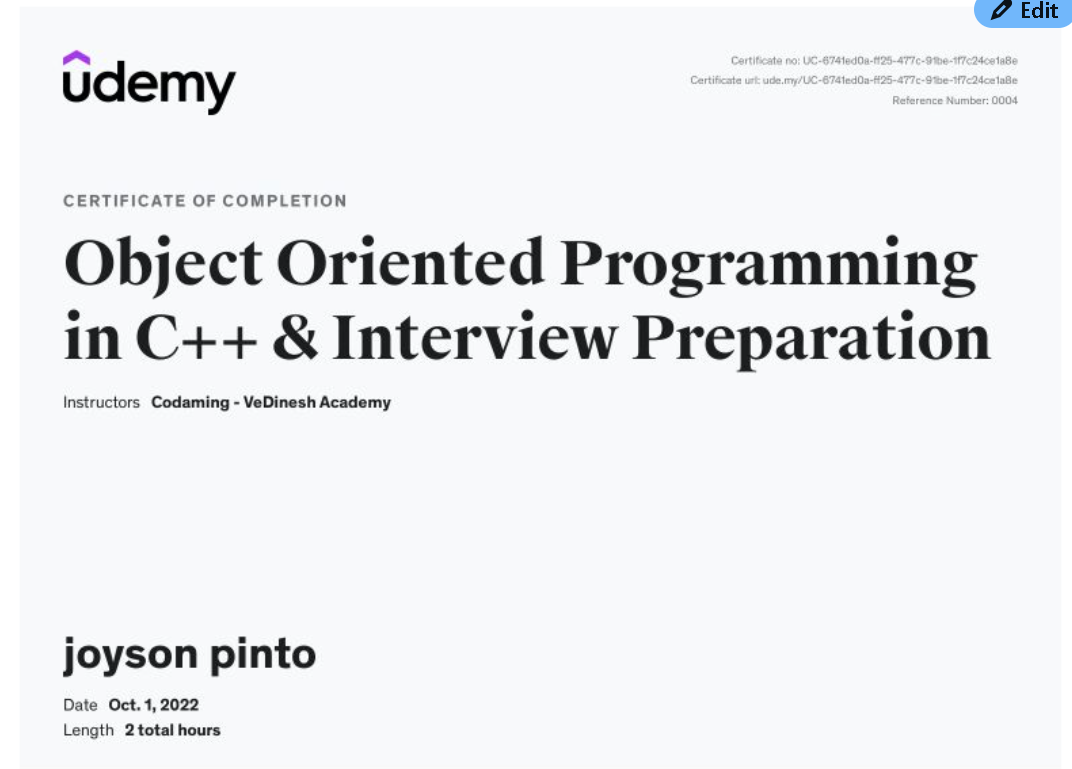 Edit
ûdemy
Certificate no: UC-6741ed0a-ff25-477c-91be-1f7c24ce1a8e
Certificate url: ude.my/UC-6741ed0a-ff25-477c-91be-1f7c24ce1a8e
Reference Number: 0004
CERTIFICATE OF COMPLETION
Object Oriented Programming
in C++ & Interview Preparation
Instructors Codaming - VeDinesh Academy
joyson pinto
Date Oct. 1, 2022
Length 2 total hours